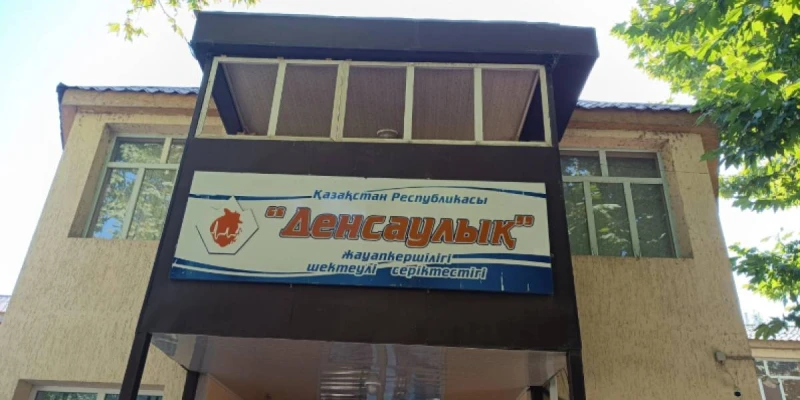 Қазақстан Республикасы
"Денсаулық"
жауапкершілігі
шектеулі серіктестігі